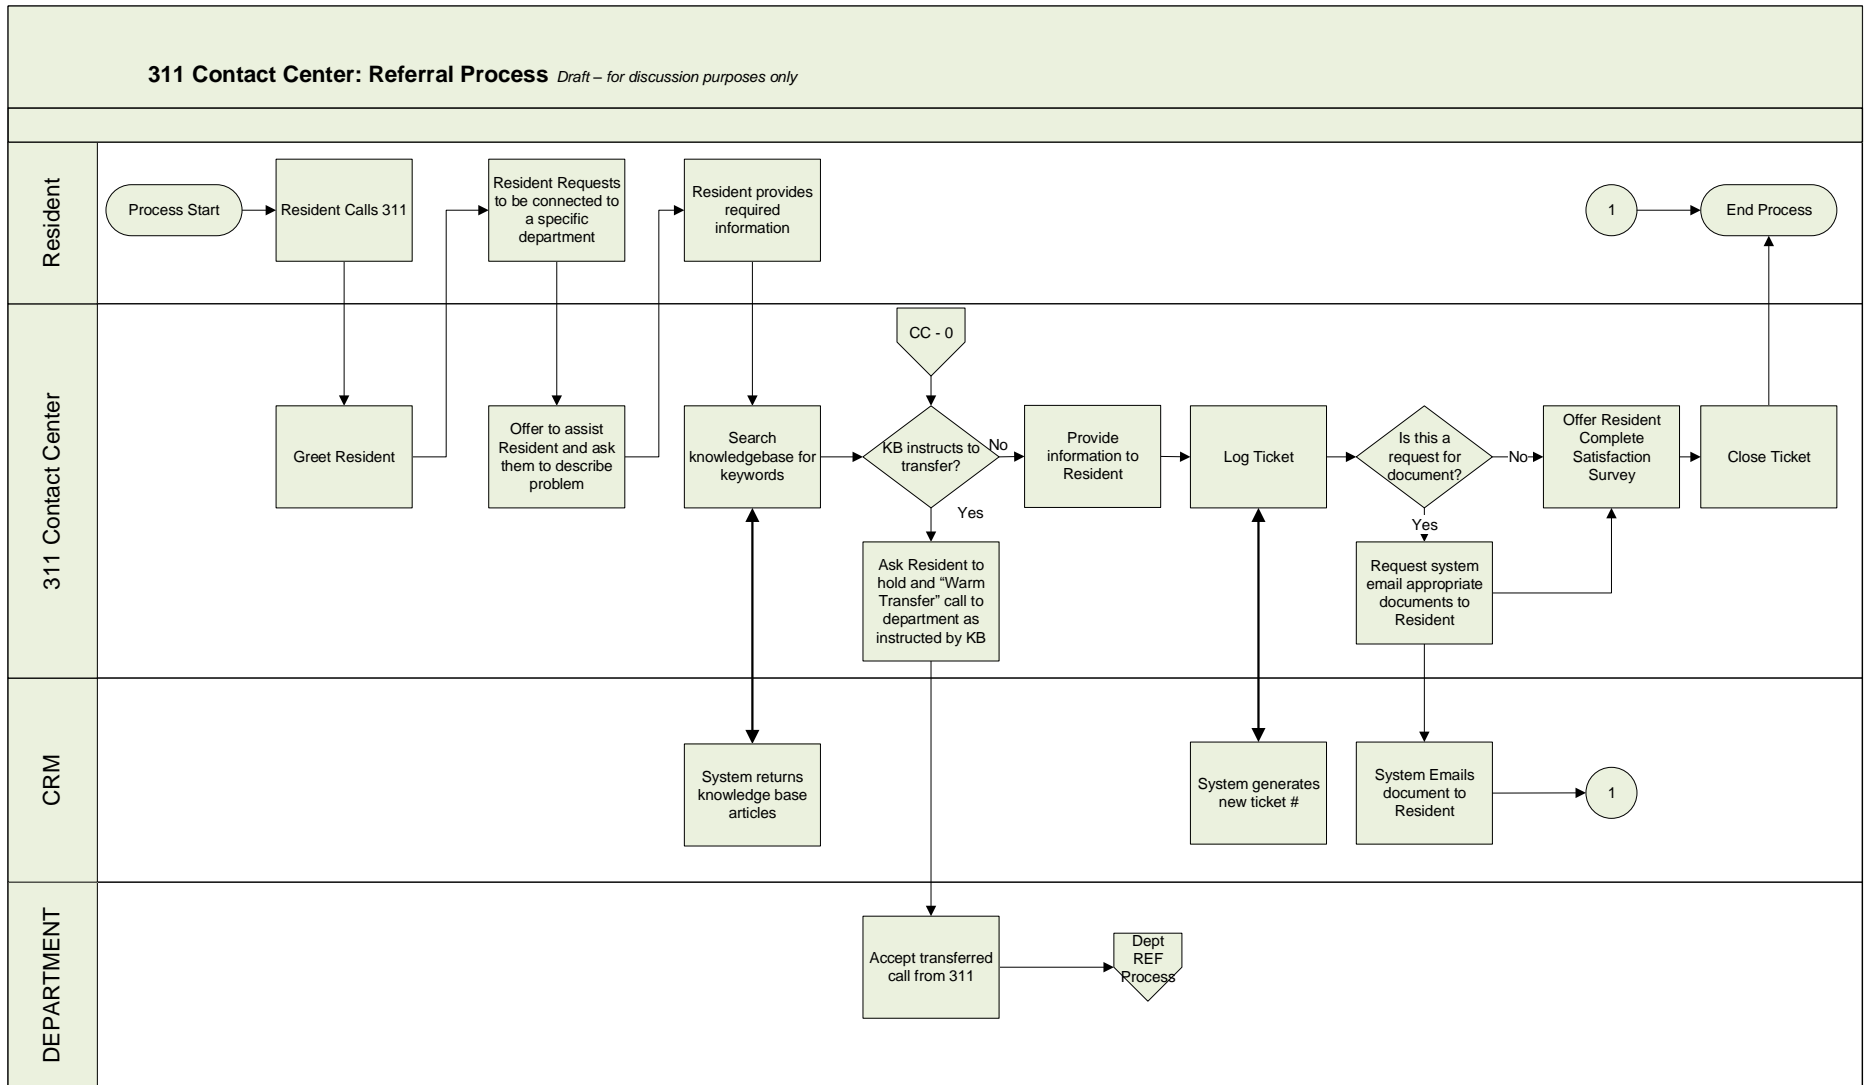 311 Contact Center: Referral Process Draft – for discussion purposes only
Resident
Process Start
Resident Calls 311
Resident Requests
to be connected to
a specific
department
Resident provides
required
information
1
End Process
311 Contact Center
CC - 0
Greet Resident
Offer to assist
Resident and ask
them to describe
problem
Search
knowledgebase for
keywords
KB instructs to
transfer?
No
Yes
Provide
information to
Resident
Log Ticket
Is this a
request for
document?
No
Yes
Offer Resident
Complete
Satisfaction
Survey
Close Ticket
Ask Resident to
hold and “Warm
Transfer” call to
department as
instructed by KB
Request system
email appropriate
documents to
Resident
CRM
System returns
knowledge base
articles
System generates
new ticket #
System Emails
document to
Resident
1
DEPARTMENT
Accept transferred
call from 311
Dept
REF
Process